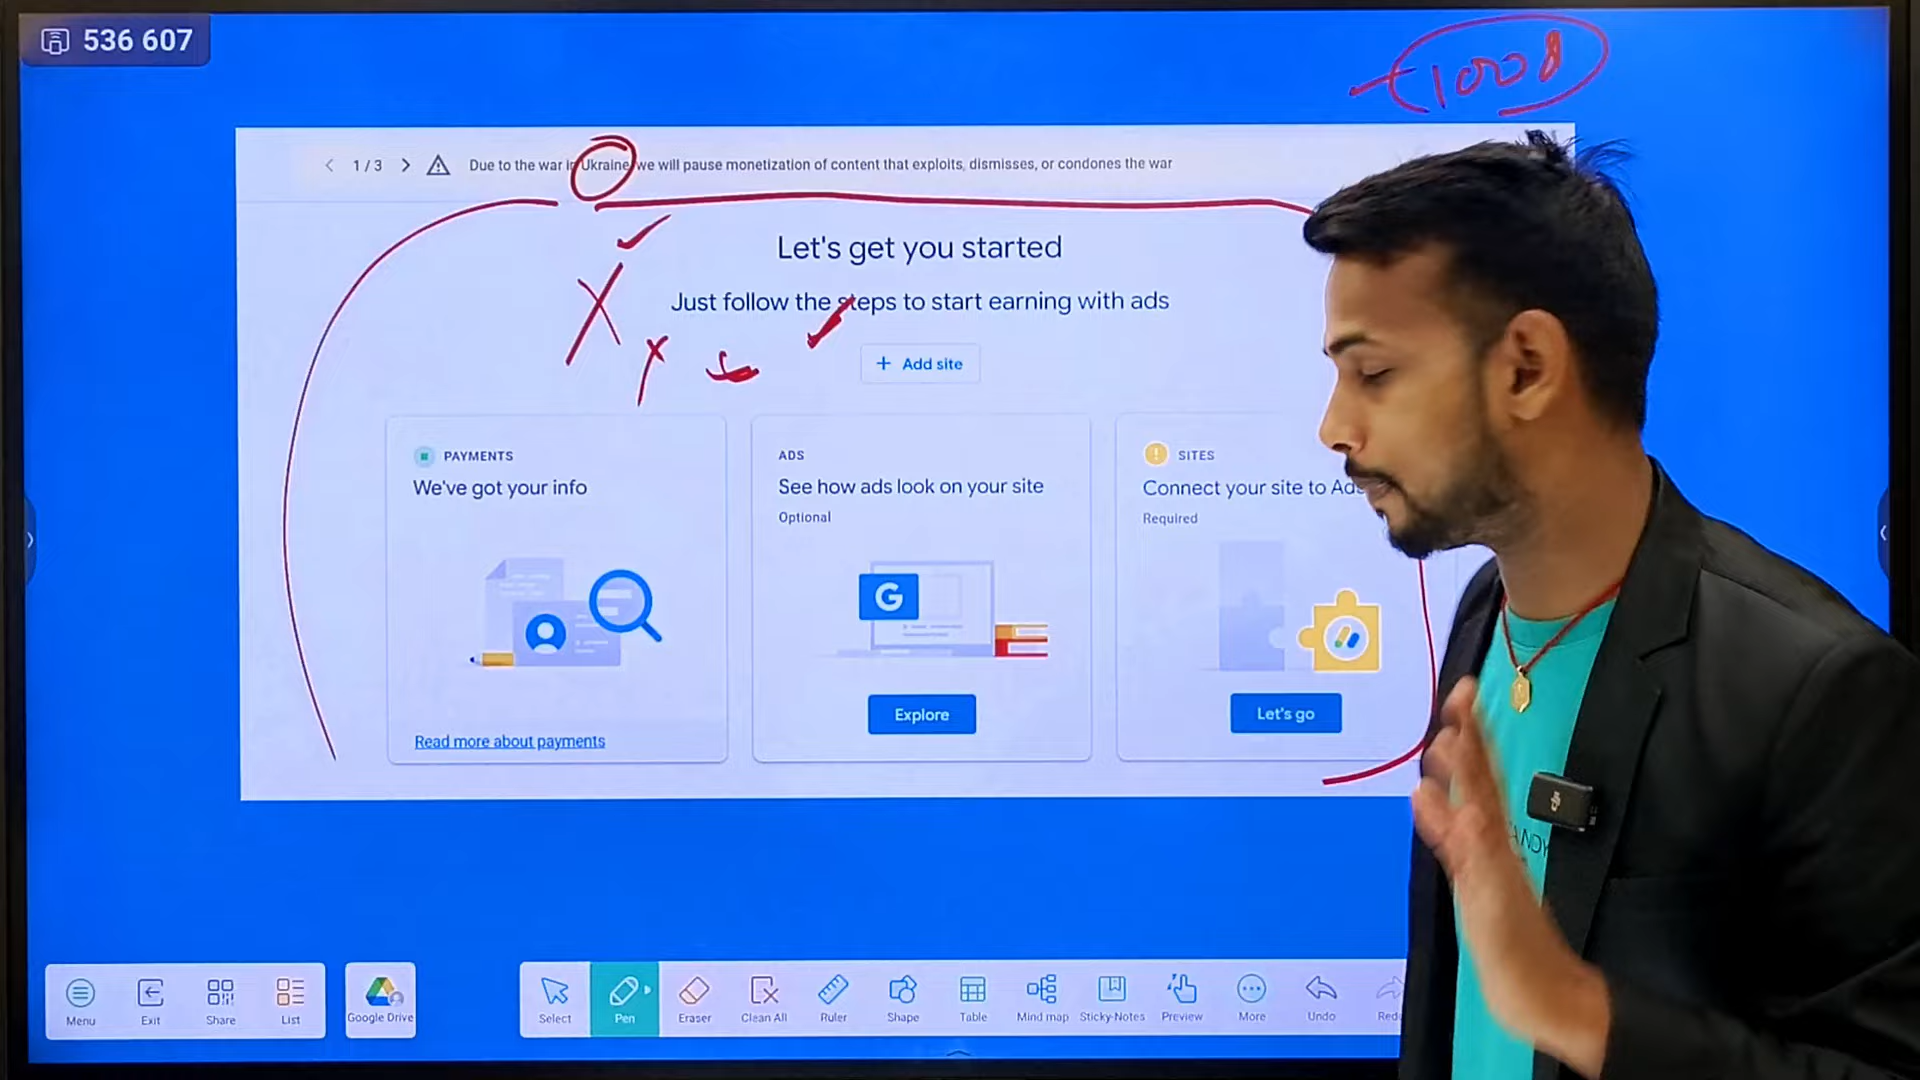 536 607
1008
1 / 3 Due to the war in Ukraine, we will pause monetization of content that exploits, dismisses, or condones the war
Let's get you started
Just follow the steps to start earning with ads
+ Add site
PAYMENTS
We've got your info
Read more about payments
ADS
See how ads look on your site
Optional
G
Explore
SITES
Connect your site to Ads
Required
Let's go
Menu
Exit
Share
List
Google Drive
Select
Pen
Eraser
Clean All
Ruler
Shape
Table
Mind map
Sticky-Notes
Preview
More
Undo
Redo
dji